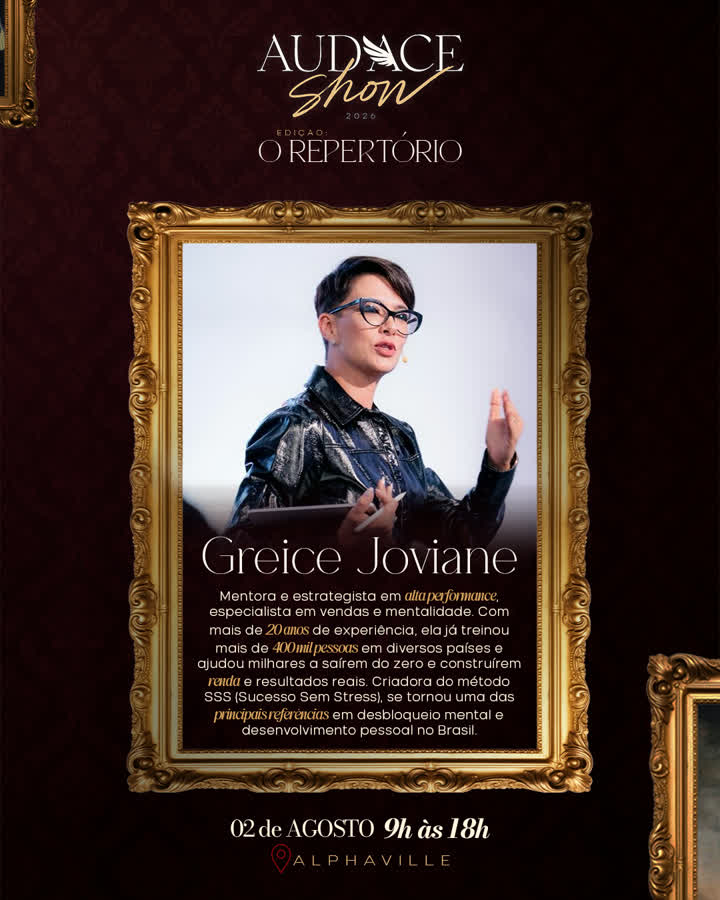 AUDACE
Show
2026
EDIÇÃO:
O REPERTÓRIO
Greice Joviane
Mentora e estrategista em alta performance,
especialista em vendas e mentalidade. Com
mais de 20 anos de experiência, ela já treinou
mais de 400 mil pessoas em diversos países e
ajudou milhares a saírem do zero e construírem
renda e resultados reais. Criadora do método
SSS (Sucesso Sem Stress), se tornou uma das
principais referências em desbloqueio mental e
desenvolvimento pessoal no Brasil.
02 de AGOSTO 9h às 18h
ALPHAVILLE